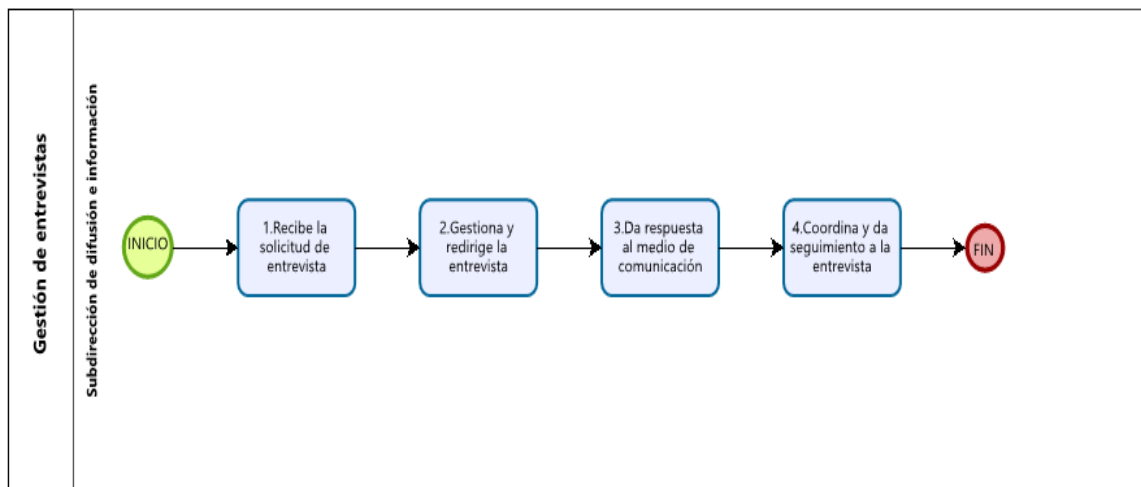 Gestión de entrevistas
Subdirección de difusión e información
INICIO
1.Recibe la
solicitud de
entrevista
2.Gestiona y
redirige la
entrevista
3.Da respuesta
al medio de
comunicación
4.Coordina y da
seguimiento a la
entrevista
FIN